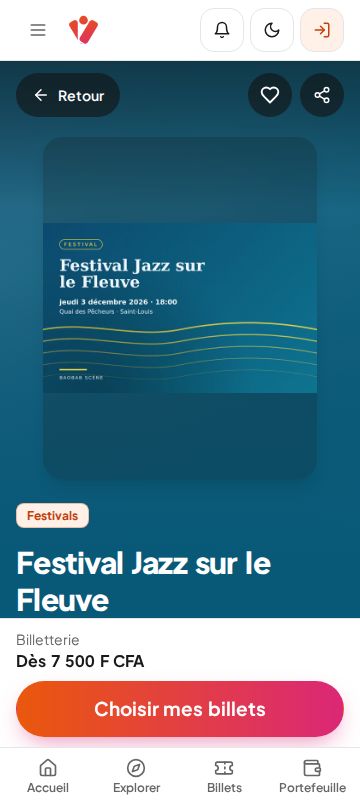 Retour
FESTIVAL
Festival Jazz sur
le Fleuve
jeudi 3 décembre 2026 · 18:00
Quai des Pêcheurs · Saint-Louis
BAOBAB SCÈNE
Festivals
Festival Jazz sur le
Fleuve
Billetterie
Dès 7 500 F CFA
Choisir mes billets
Accueil
Explorer
Billets
Portefeuille